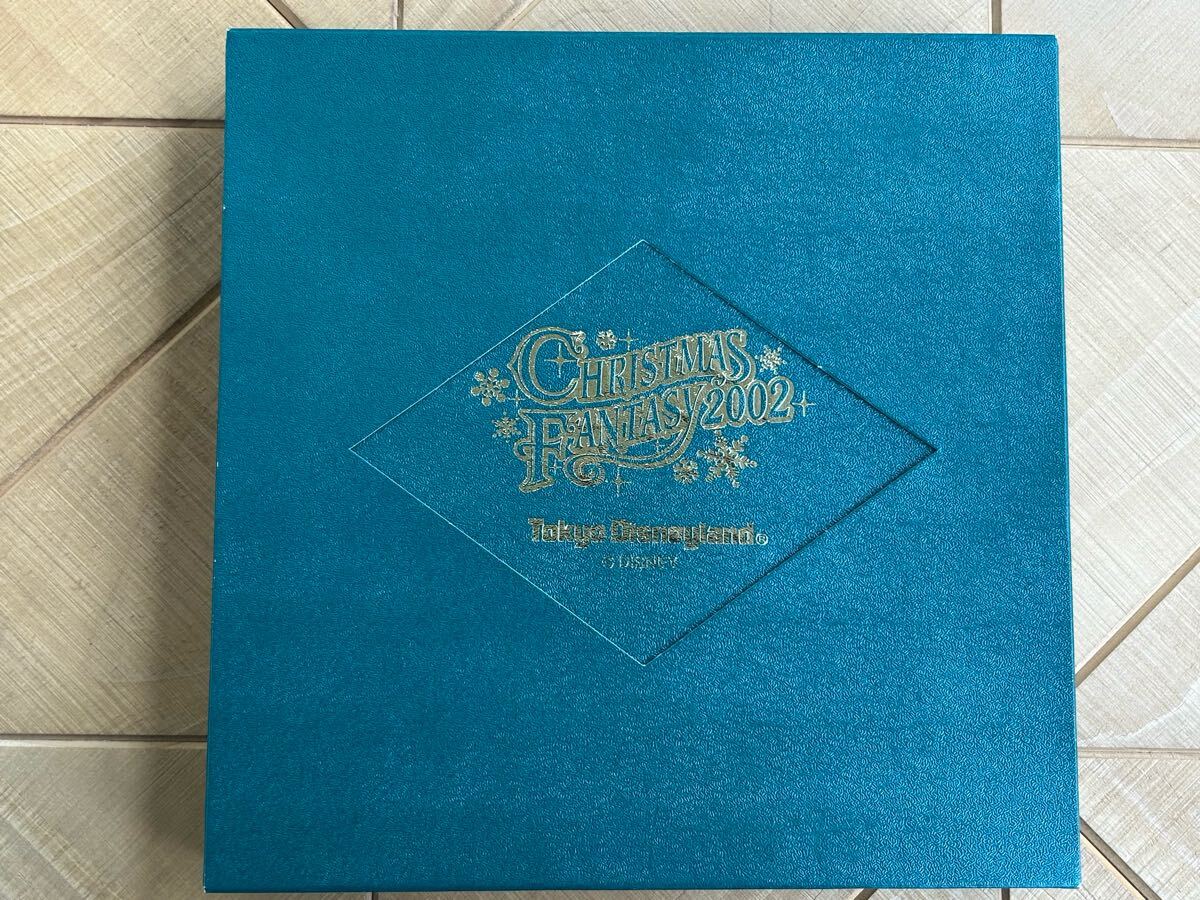 CHRISTMAS
FANTASY 2002
Tokyo Disneyland®
© DISNEY